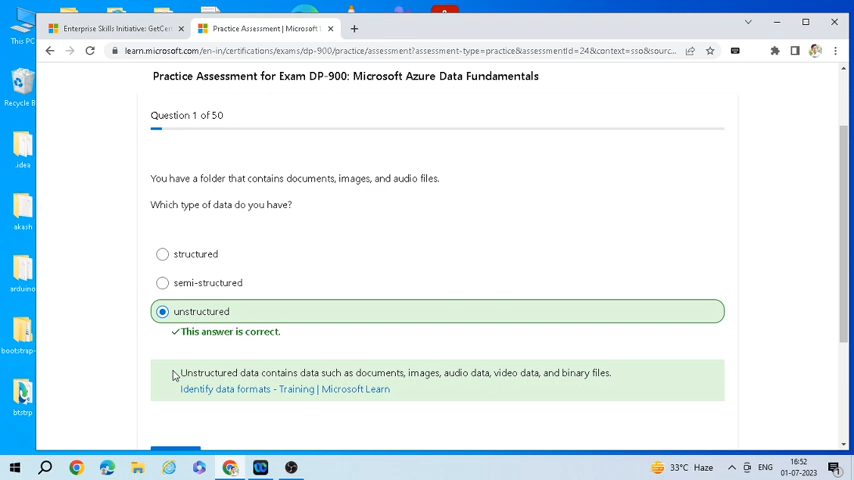 Enterprise Skills Initiative: GetCert
Practice Assessment | Microsoft L
learn.microsoft.com/en-in/certifications/exams/dp-900/practice/assessment?assessment-type=practice&assessmentId=24&context=sso&sourc...
This PC
Recycle B
.idea
akash
arduino
bootstrap-
btstrp
Practice Assessment for Exam DP-900: Microsoft Azure Data Fundamentals
Question 1 of 50
You have a folder that contains documents, images, and audio files.
Which type of data do you have?
structured
semi-structured
unstructured
This answer is correct.
Unstructured data contains data such as documents, images, audio data, video data, and binary files.
Identify data formats - Training | Microsoft Learn
33°C Haze
ENG
16:52
01-07-2023